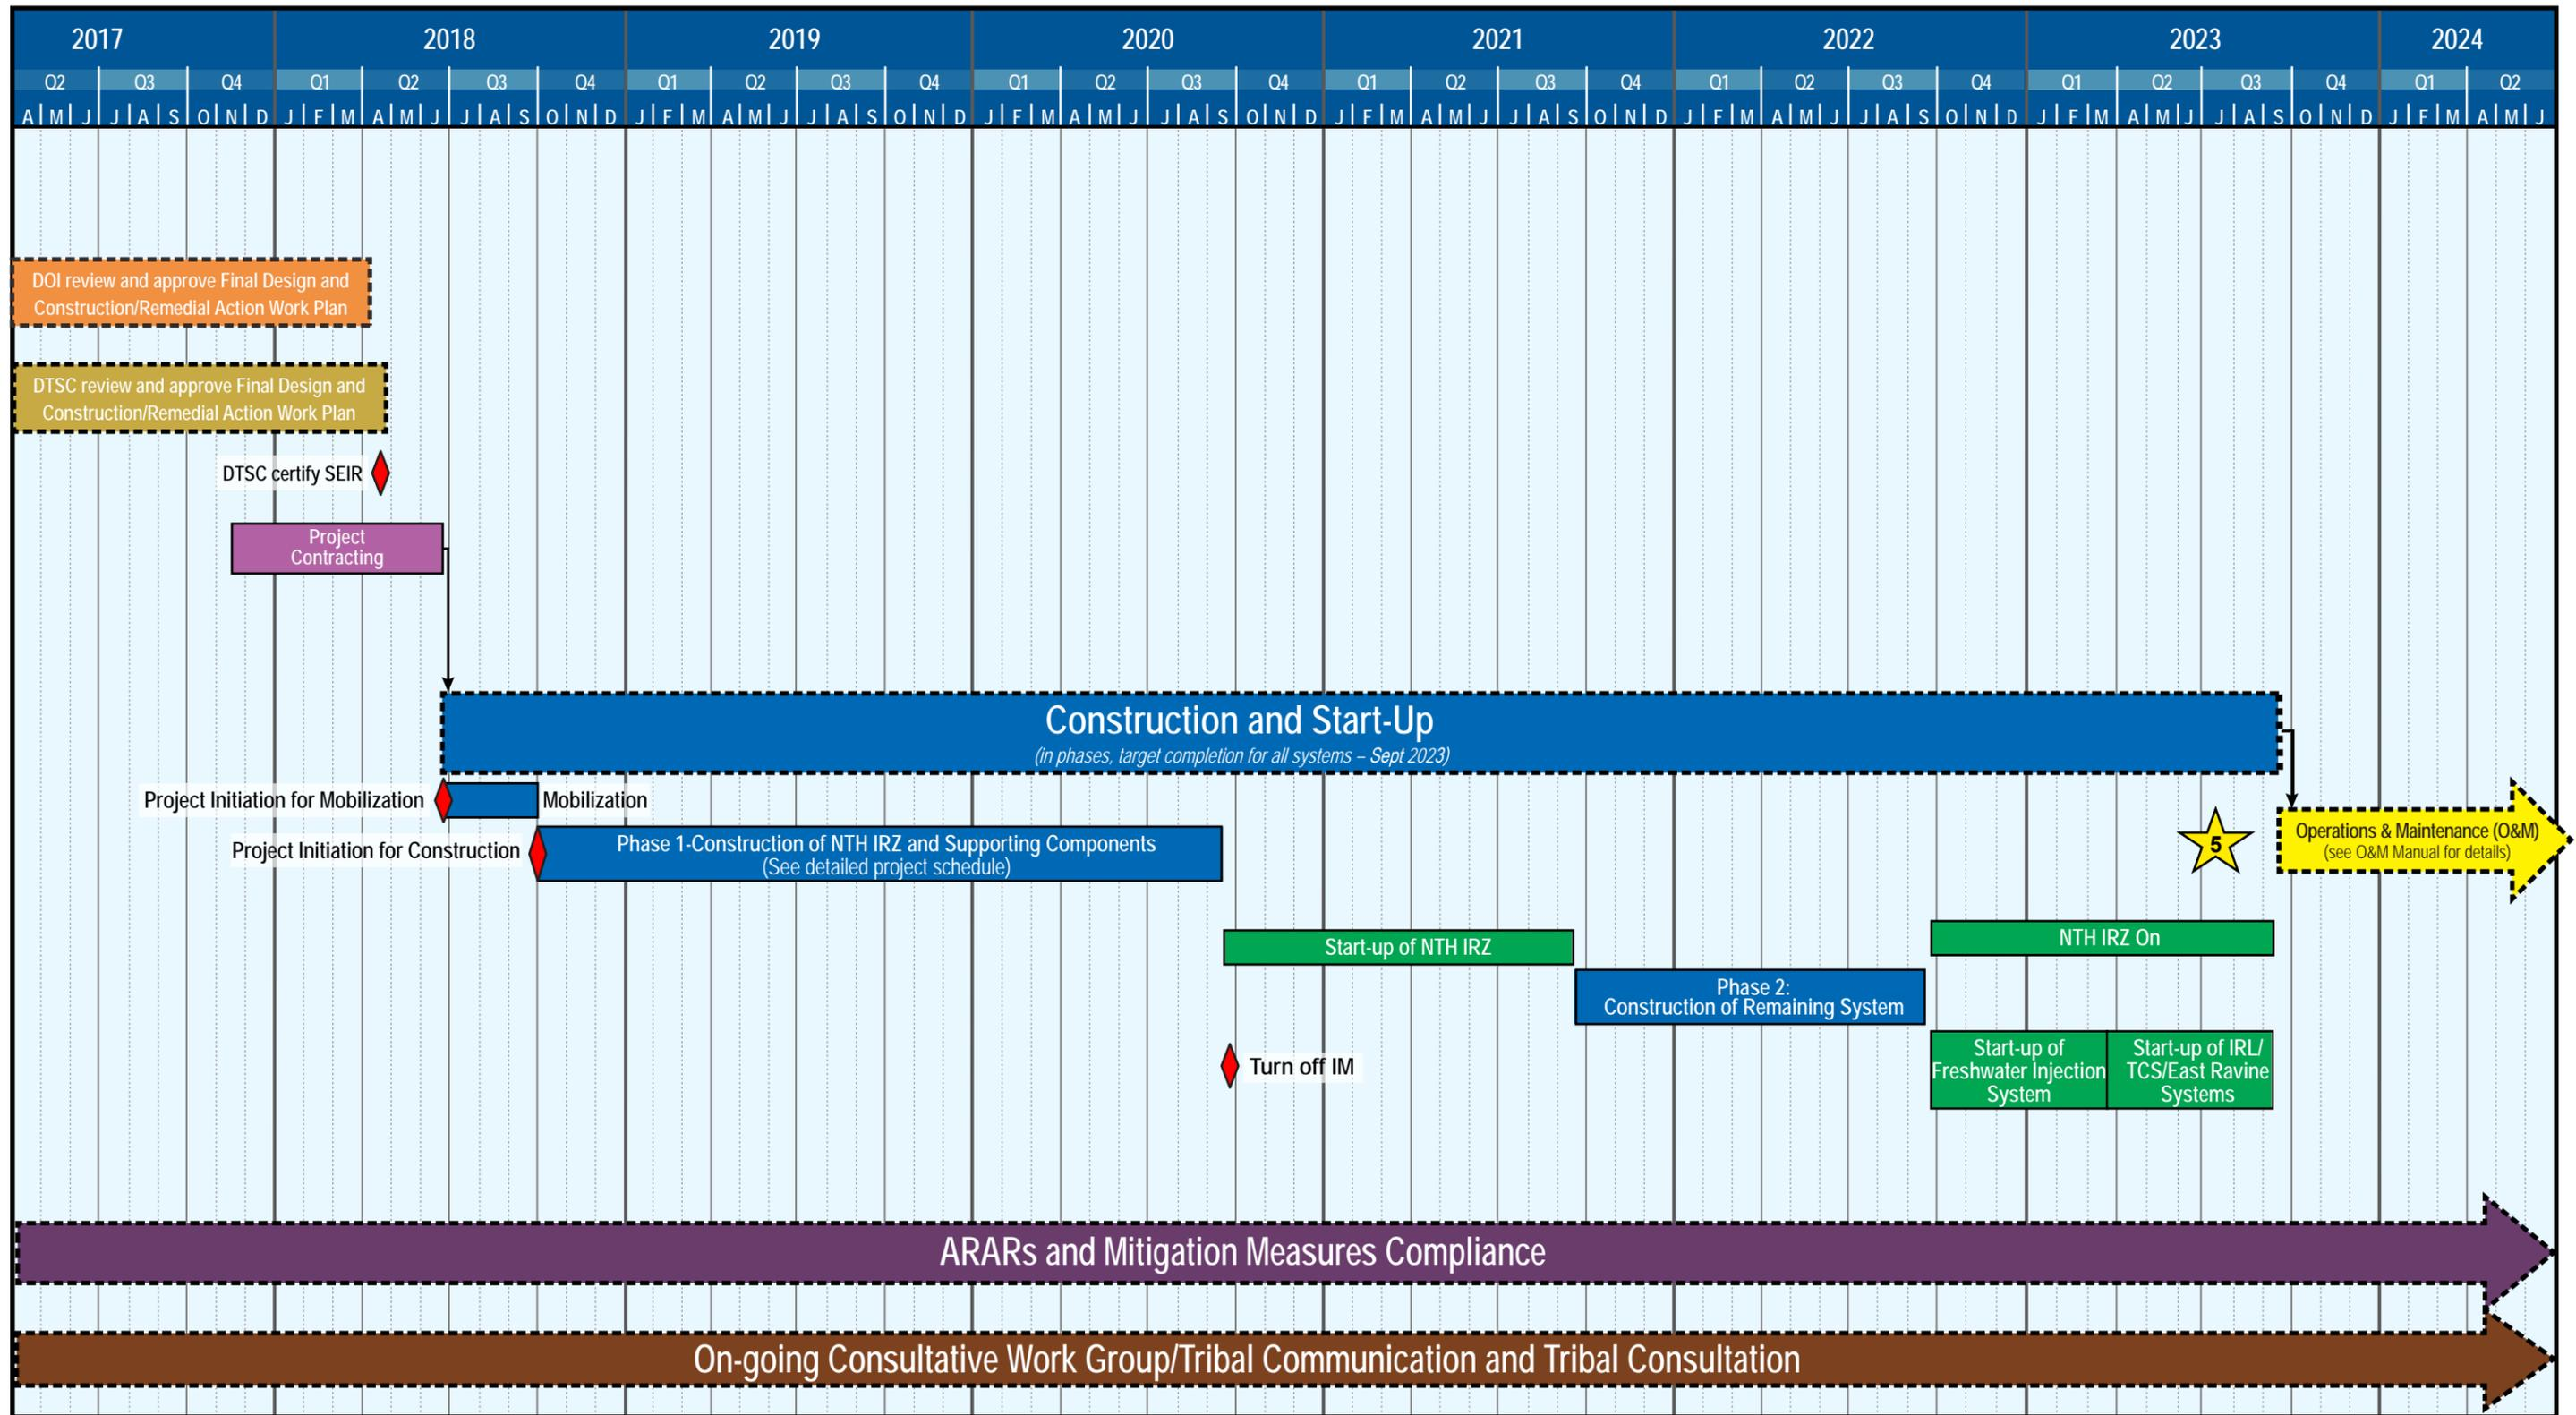 2017 2018 2019 2020 2021 2022 2023 2024
Q2 Q3 Q4 Q1 Q2 Q3 Q4 Q1 Q2 Q3 Q4 Q1 Q2 Q3 Q4 Q1 Q2 Q3 Q4 Q1 Q2 Q3 Q4 Q1 Q2 Q3 Q4 Q1 Q2
A M J J A S O N D J F M A M J J A S O N D J F M A M J J A S O N D J F M A M J J A S O N D J F M A M J J A S O N D J F M A M J J A S O N D J F M A M J J A S O N D J F M A M J
DOI review and approve Final Design and
Construction/Remedial Action Work Plan
DTSC review and approve Final Design and
Construction/Remedial Action Work Plan
DTSC certify SEIR
Project
Contracting
Construction and Start-Up
(in phases, target completion for all systems – Sept 2023)
Project Initiation for Mobilization
Mobilization
Project Initiation for Construction
Phase 1-Construction of NTH IRZ and Supporting Components
(See detailed project schedule)
5
Operations & Maintenance (O&M)
(see O&M Manual for details)
Start-up of NTH IRZ
NTH IRZ On
Phase 2:
Construction of Remaining System
Turn off IM
Start-up of
Freshwater Injection
System
Start-up of IRL/
TCS/East Ravine
Systems
ARARs and Mitigation Measures Compliance
On-going Consultative Work Group/Tribal Communication and Tribal Consultation